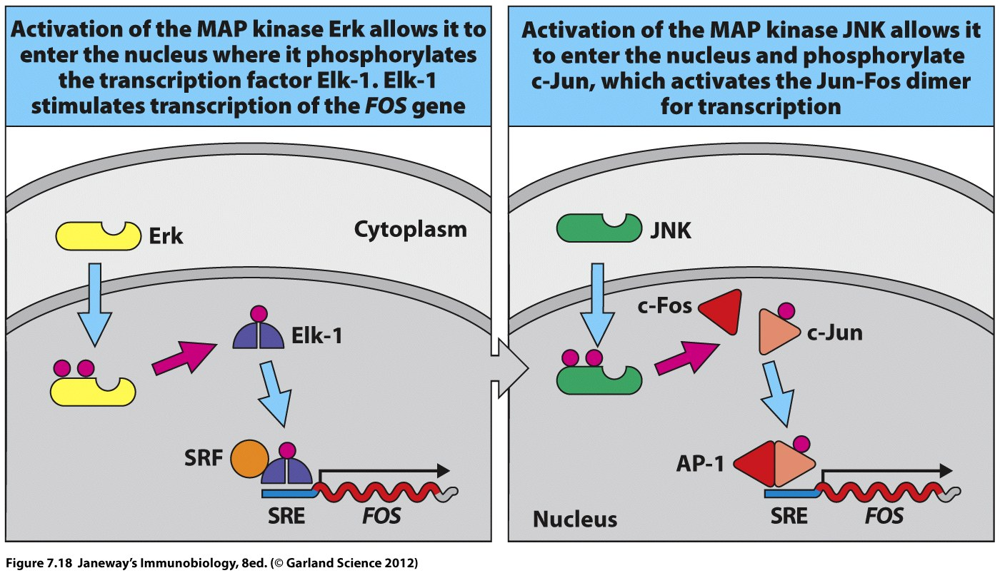 Activation of the MAP kinase Erk allows it to
enter the nucleus where it phosphorylates
the transcription factor Elk-1. Elk-1
stimulates transcription of the FOS gene
Erk
Cytoplasm
Elk-1
SRF
SRE
FOS
Activation of the MAP kinase JNK allows it
to enter the nucleus and phosphorylate
c-Jun, which activates the Jun-Fos dimer
for transcription
JNK
c-Fos
c-Jun
AP-1
SRE
FOS
Nucleus
Figure 7.18 Janeway’s Immunobiology, 8ed. (© Garland Science 2012)